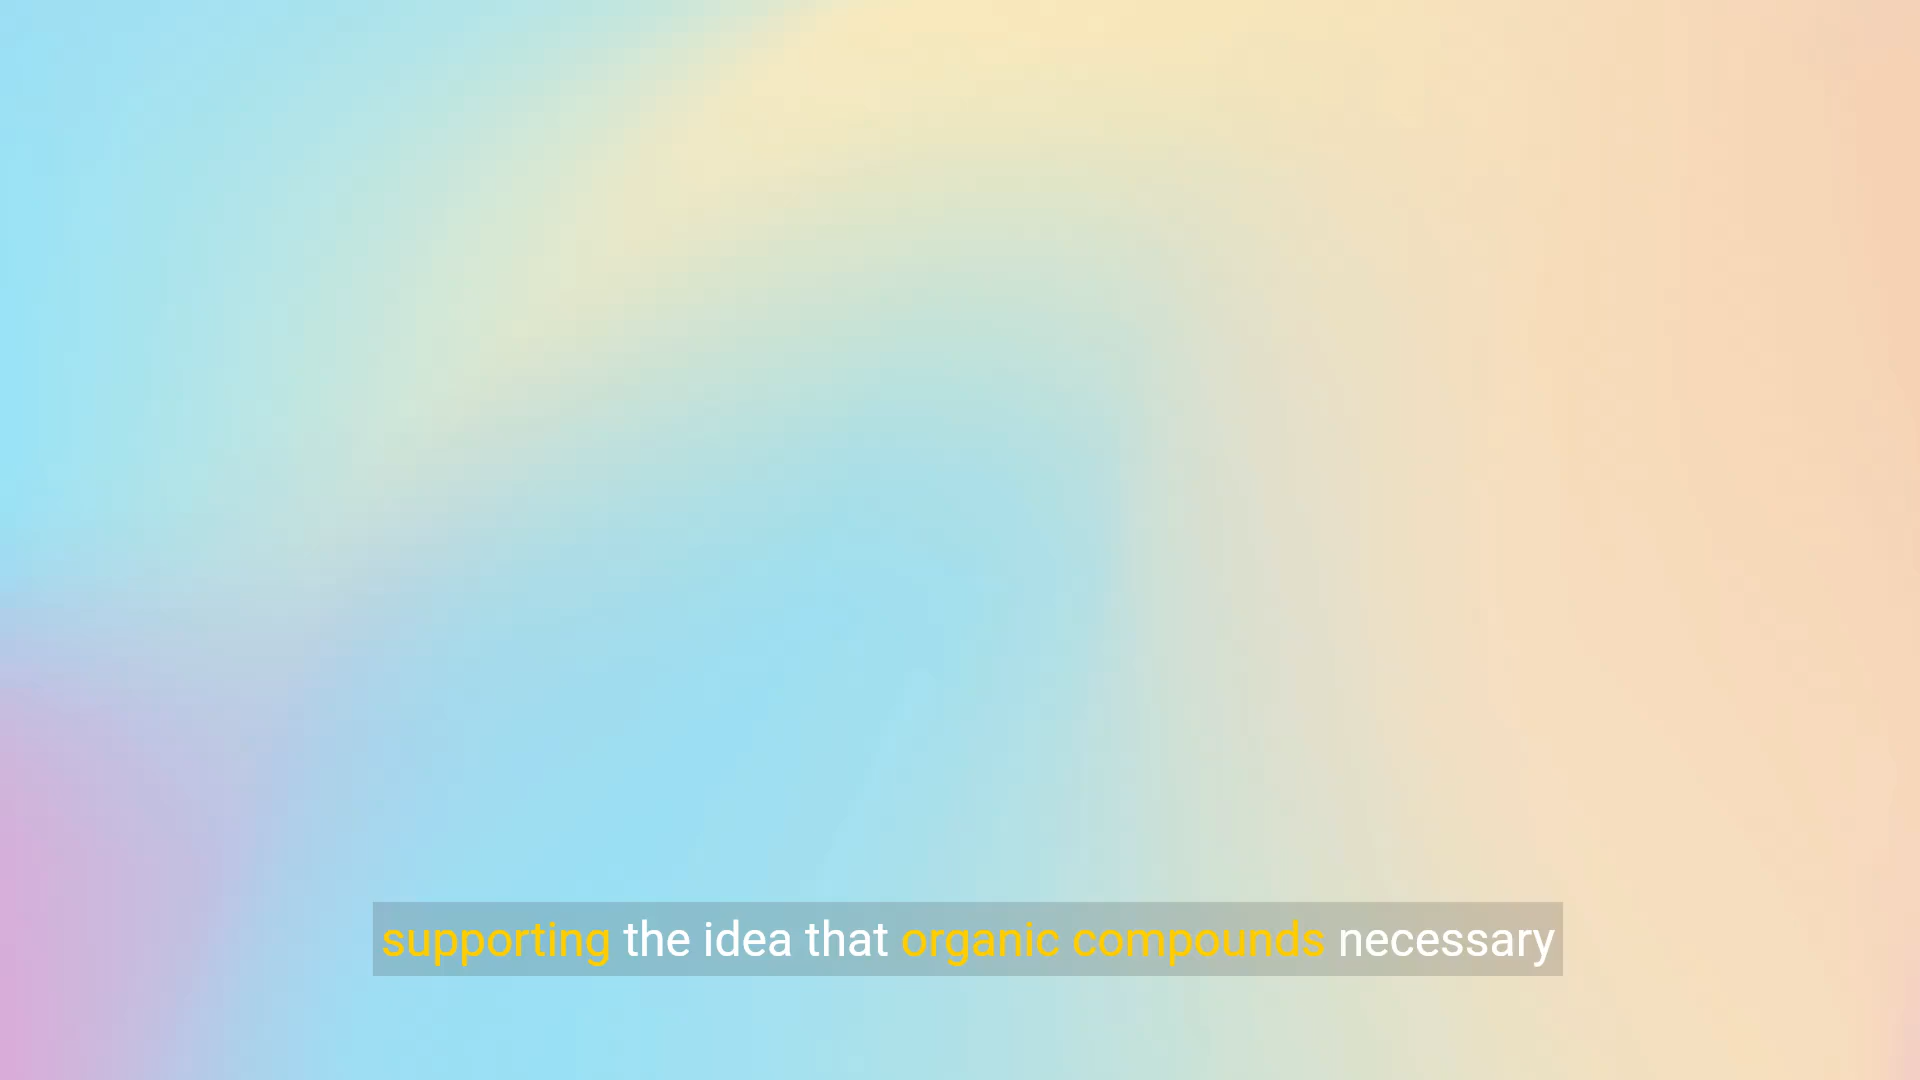 supporting the idea that organic compounds necessary